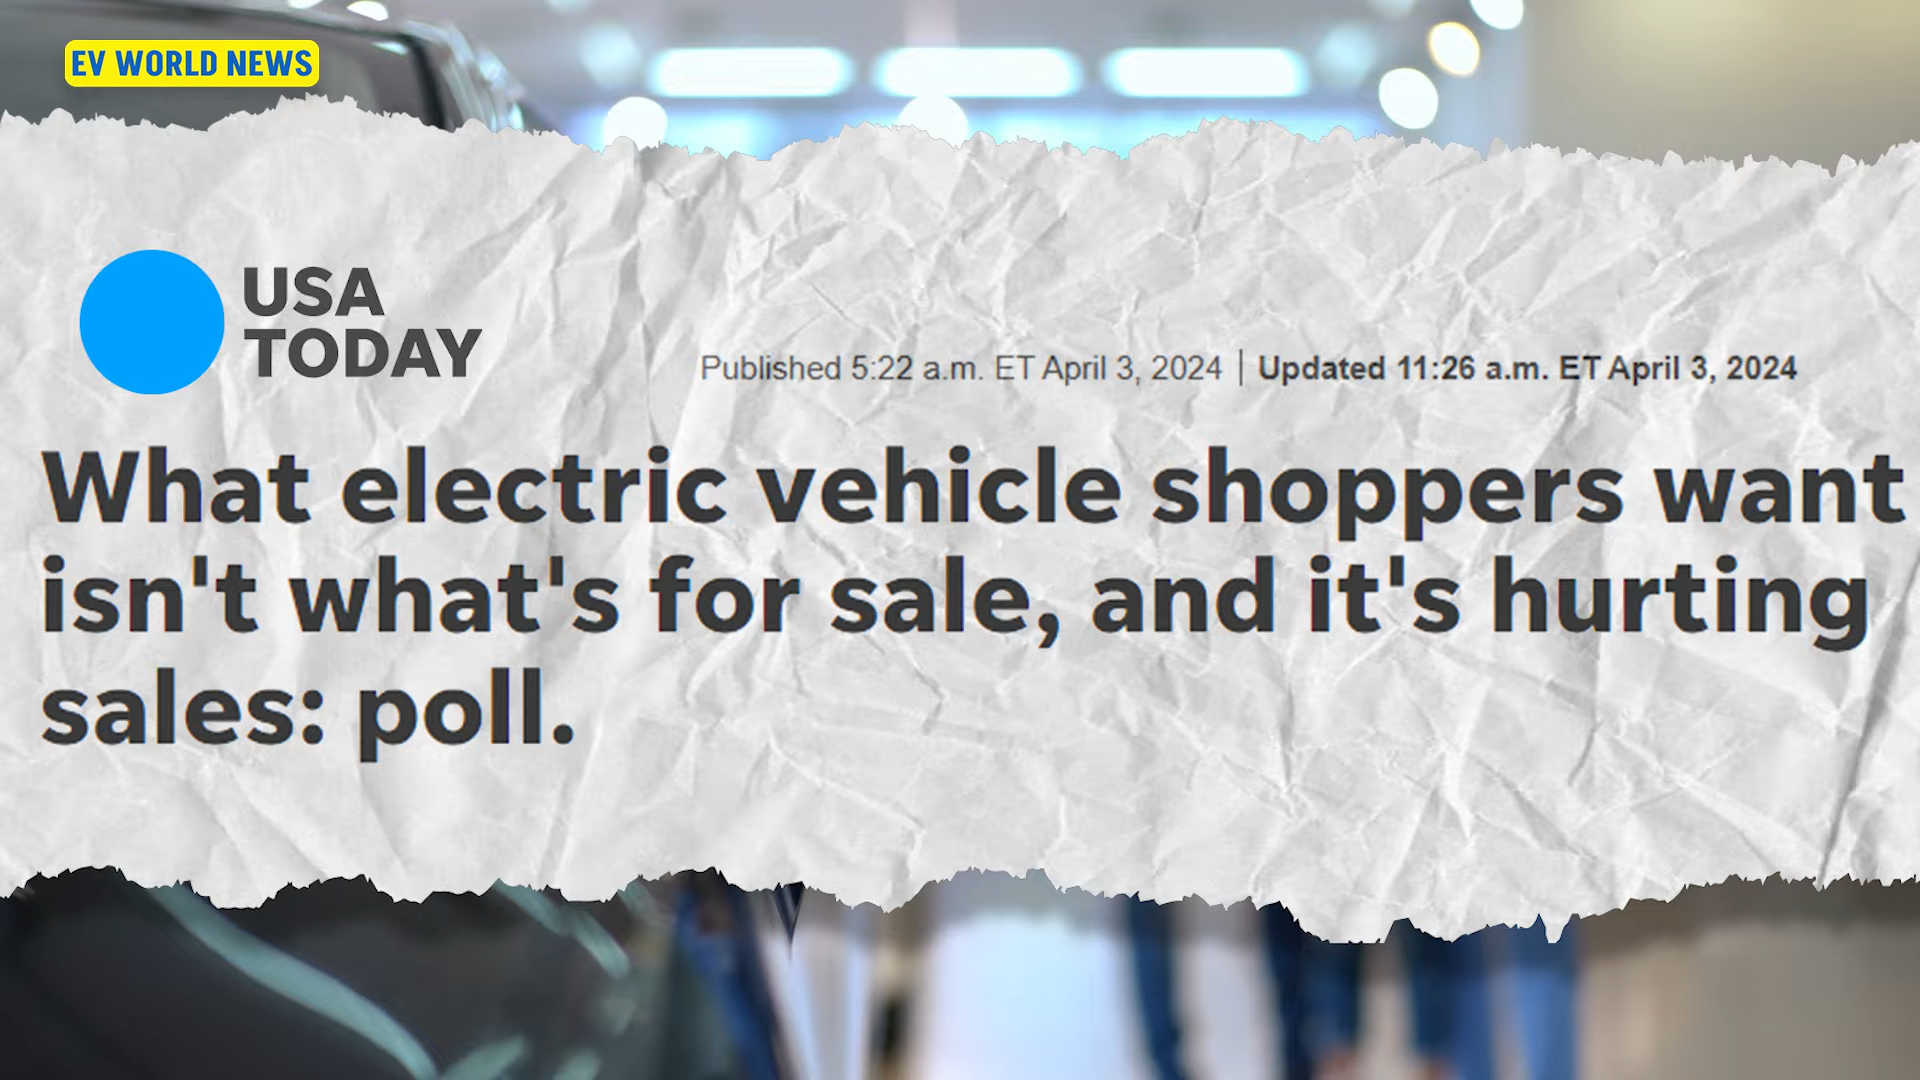 EV WORLD NEWS
USA
TODAY
Published 5:22 a.m. ET April 3, 2024 | Updated 11:26 a.m. ET April 3, 2024
What electric vehicle shoppers want
isn't what's for sale, and it's hurting
sales: poll.